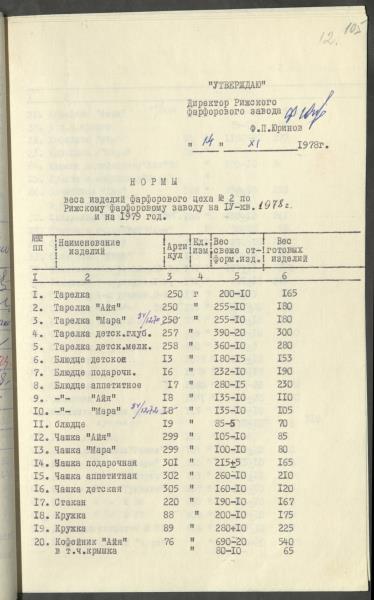 12. 105
"УТВЕРЖДАЮ"
Директор Рижского
фарфорового завода
Ф.П.Юринов
" 14 " XI 1978г.
Н О Р М Ы
веса изделий фарфорового цеха № 2 по
Рижскому фарфоровому заводу на IУ-кв. 1978г.
и на 1979 год.
№№ пп Наименование изделий Арти кул Ед. изм. Вес свеже от- форм.изд. Вес готовых изделий
I 2 3 4 5 6
I. Тарелка 250 г 200-I0 I65
2. Тарелка "Айя" 250 " 255-I0 I80
3. Тарелка "Мара" 250 " 255-I0 I80
4. Тарелка детск.глуб. 257 " 390-20 300
5. Тарелка детск.мелк. 258 " 360-I0 280
6. Блюдце детское I3 " I80-I5 I53
7. Блюдце подарочн. I6 " 232-I0 I90
8. Блюдце аппетитное I7 " 280-I5 230
9. -"- "Айя" I8 " I35-I0 II0
I0. -"- "Мара" I8 " I35-I0 I05
II. блюдце I9 " 85-5 70
I2. Чашка "Айя" 299 " I05-I0 85
I3. Чашка "Мара" 299 " I00-I0 80
I4. Чашка подарочная 30I " 2I5±5 I65
I5. Чашка аппетитная 302 " 260-I0 2I0
I6. Чашка детская 305 " I60-I0 I20
I7. Стакан 220 " I90-I0 I67
I8. Кружка 88 " 200-I0 I75
I9. Кружка 89 " 280+I0 225
20. Кофейник "Айя" 76 " 690-20 540
в т.ч.крышка " 80-I0 65